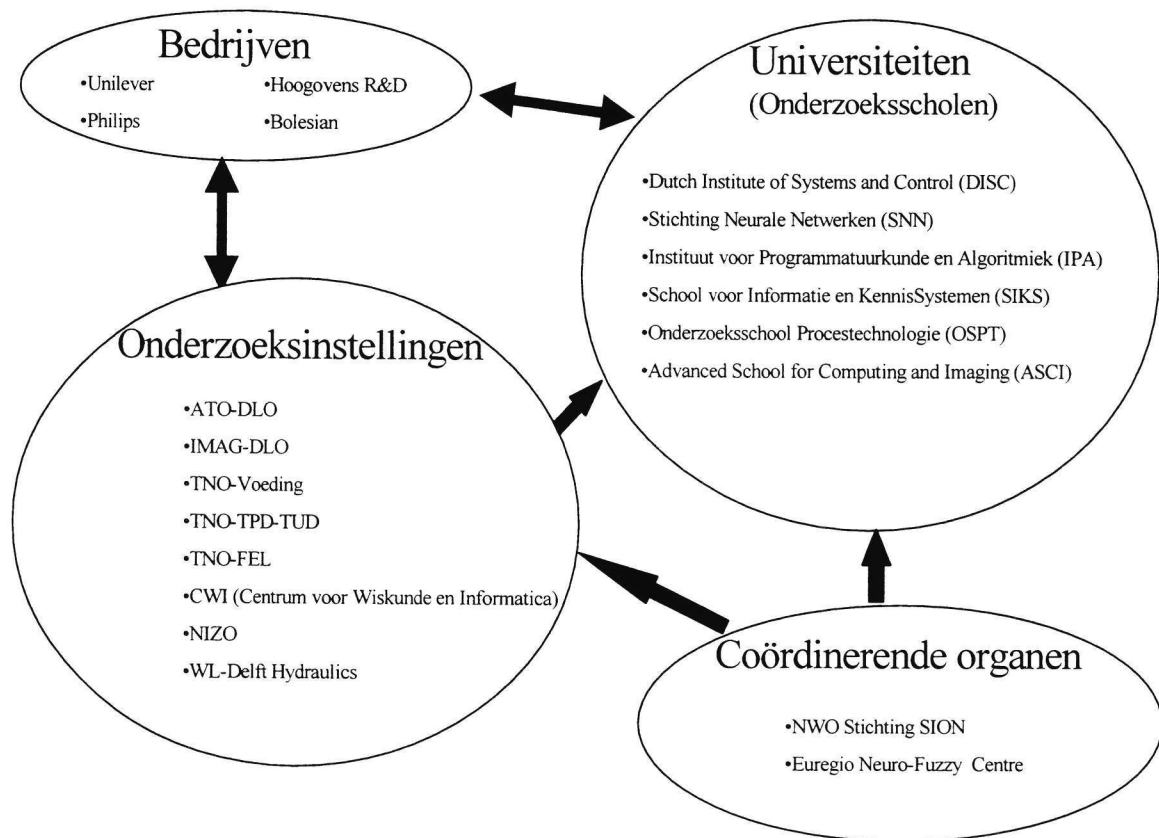 Bedrijven
•Unilever •Hoogovens R&D
•Philips •Bolesian
Universiteiten
(Onderzoeksscholen)
•Dutch Institute of Systems and Control (DISC)
•Stichting Neurale Netwerken (SNN)
•Instituut voor Programmatuurkunde en Algoritmiek (IPA)
•School voor Informatie en KennisSystemen (SIKS)
•Onderzoeksschool Procestechnologie (OSPT)
•Advanced School for Computing and Imaging (ASCI)
Onderzoeksinstellingen
•ATO-DLO
•IMAG-DLO
•TNO-Voeding
•TNO-TPD-TUD
•TNO-FEL
•CWI (Centrum voor Wiskunde en Informatica)
•NIZO
•WL-Delft Hydraulics
Coördinerende organen
•NWO Stichting SION
•Euregio Neuro-Fuzzy Centre